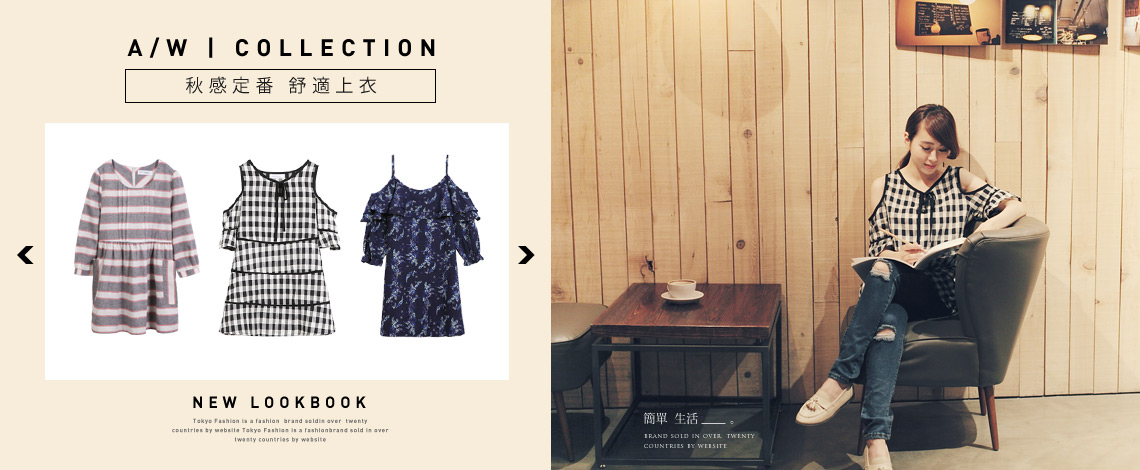 A/W | COLLECTION
秋感定番 舒適上衣
NEW LOOKBOOK
Tokyo Fashion is a fashion brand soldin over twenty
countries by website Tokyo Fashion is a fashionbrand sold in over
twenty countries by website
簡單 生活 ___ 。
BRAND SOLD IN OVER TWENTY
COUNTRIES BY WEBSITE